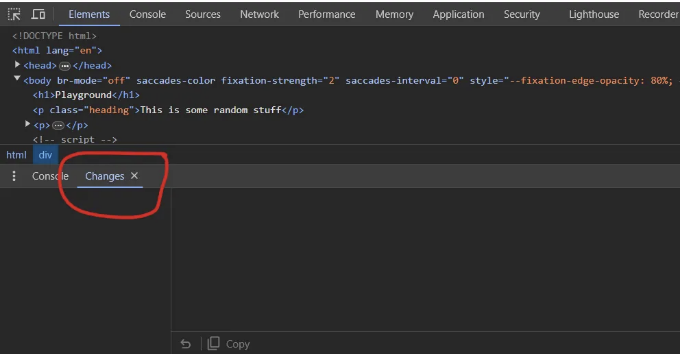 Elements Console Sources Network Performance Memory Application Security Lighthouse Recorder
<!DOCTYPE html>
<html lang="en">
<head> ⋯ </head>
<body br-mode="off" saccades-color fixation-strength="2" saccades-interval="0" style="--fixation-edge-opacity: 80%;
<h1>Playground</h1>
<p class="heading">This is some random stuff</p>
<p> ⋯ </p>
<!-- script -->
html div
Console Changes ×
Copy